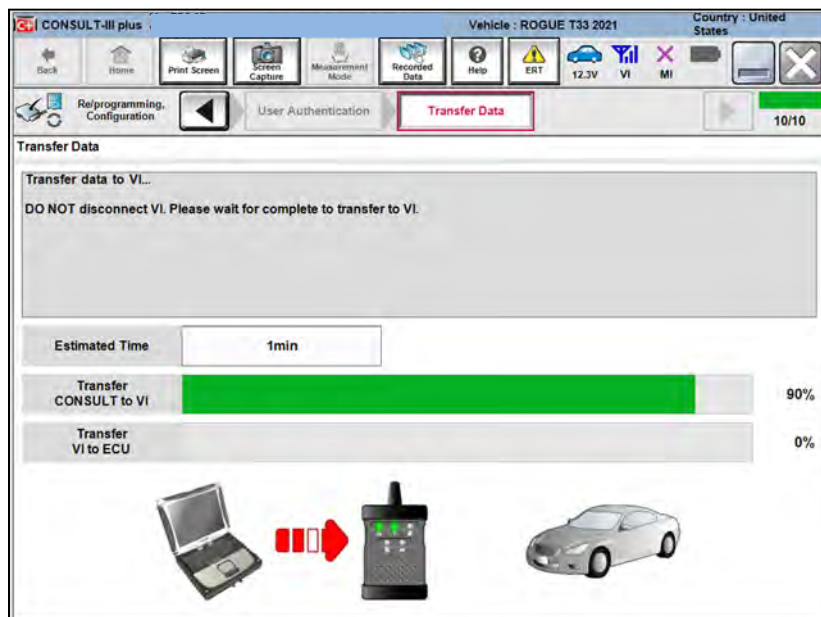 CONSULT-III plus
Vehicle : ROGUE T33 2021
Country : United
States
Back
Home
Print Screen
Screen
Capture
Measurement
Mode
Recorded
Data
Help
ERT
12.3V
VI
MI
Re/programming,
Configuration
User Authentication
Transfer Data
10/10
Transfer Data
Transfer data to VI...
DO NOT disconnect VI. Please wait for complete to transfer to VI.
Estimated Time
1min
Transfer
CONSULT to VI
90%
Transfer
VI to ECU
0%